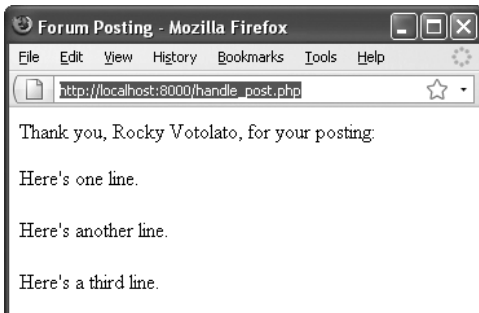 Forum Posting - Mozilla Firefox
File Edit View History Bookmarks Tools Help
http://localhost:8000/handle_post.php
Thank you, Rocky Votolato, for your posting:
Here's one line.
Here's another line.
Here's a third line.